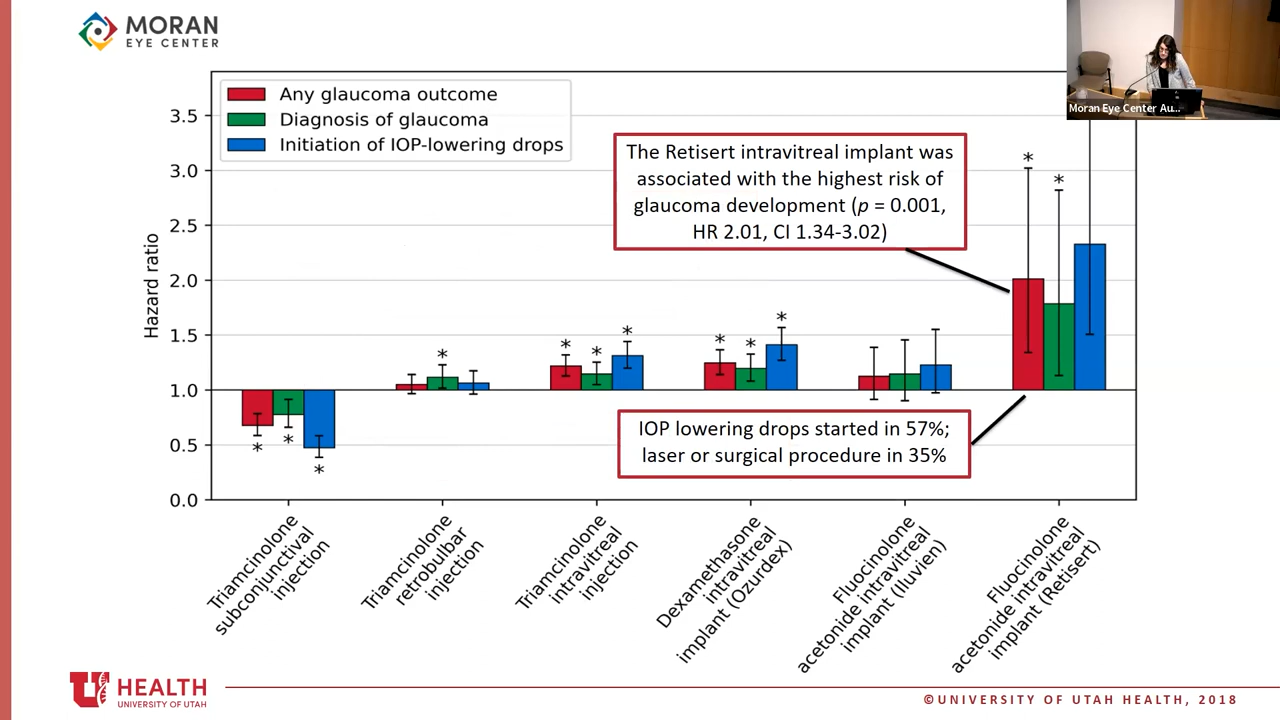 MORAN
EYE CENTER
Moran Eye Center Au...
Any glaucoma outcome
Diagnosis of glaucoma
Initiation of IOP-lowering drops
The Retisert intravitreal implant was
associated with the highest risk of
glaucoma development (p = 0.001,
HR 2.01, CI 1.34-3.02)
Hazard ratio
3.5
3.0
2.5
2.0
1.5
1.0
0.5
0.0
*
*
*
*
*
*
*
*
*
*
*
*
IOP lowering drops started in 57%;
laser or surgical procedure in 35%
Triamcinolone
subconjunctival
injection
Triamcinolone
retrobulbar
injection
Triamcinolone
intravitreal
injection
Dexamethasone
intravitreal
implant (Ozurdex)
Fluocinolone
acetonide intravitreal
implant (Iluvien)
Fluocinolone
acetonide intravitreal
implant (Retisert)
U
HEALTH
UNIVERSITY OF UTAH
©UNIVERSITY OF UTAH HEALTH, 2018